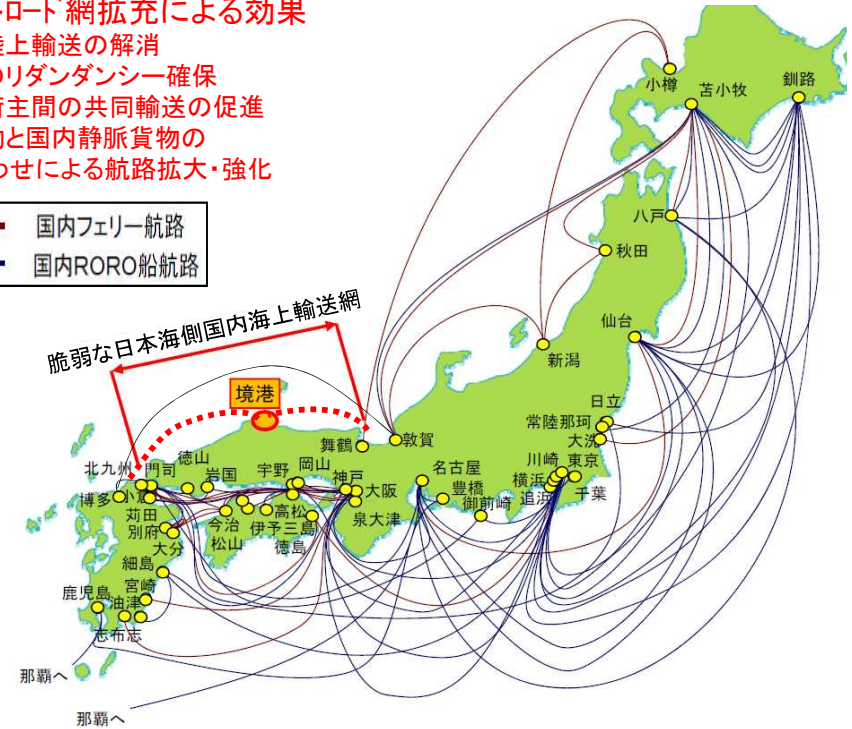 ロード網拡充による効果
上輸送の解消
リダンダンシー確保
主間の共同輸送の促進
と国内静脈貨物の
わせによる航路拡大・強化
国内フェリー航路
国内RORO船航路
脆弱な日本海側国内海上輸送網
境港
小樽
苫小牧
釧路
八戸
秋田
仙台
新潟
日立
常陸那珂
大洗
川崎
東京
横浜
追浜
千葉
舞鶴
敦賀
名古屋
豊橋
御前崎
北九州
門司
徳山
岩国
宇野
岡山
神戸
大阪
泉大津
博多
小倉
苅田
別府
大分
今治
松山
伊予三島
高松
徳島
細島
宮崎
鹿児島
油津
志布志
那覇へ
那覇へ